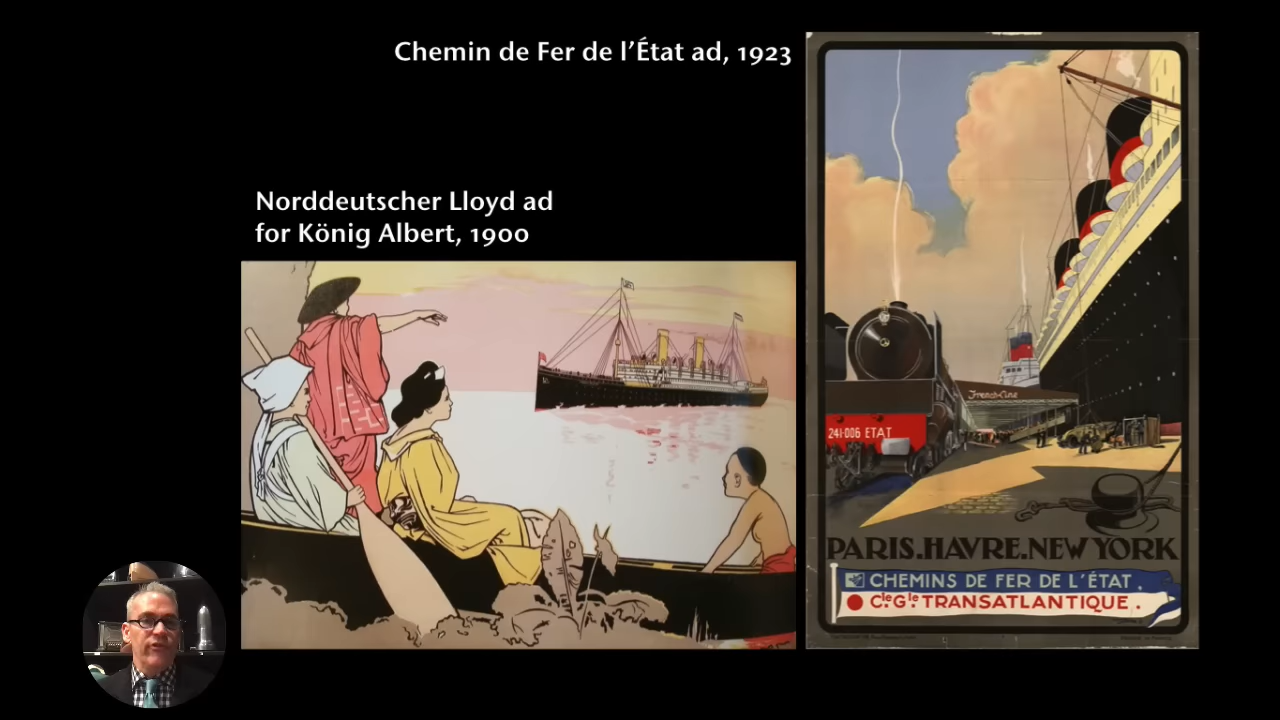 Chemin de Fer de l'État ad, 1923
Norddeutscher Lloyd ad
for König Albert, 1900
French Line
241-006 ETAT
PARIS.HAVRE.NEW YORK
CHEMINS DE FER DE L'ÉTAT.
Cie Gle TRANSATLANTIQUE.